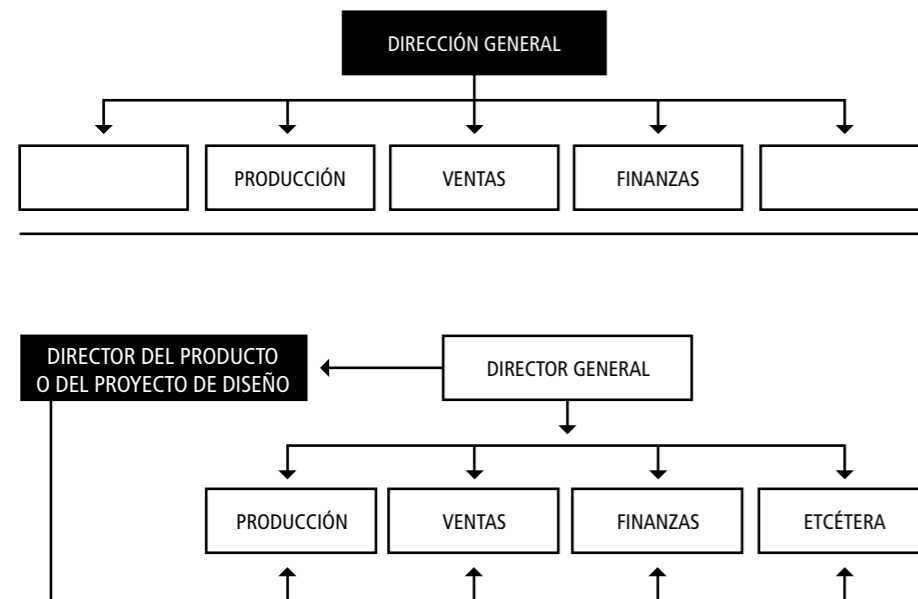 DIRECCIÓN GENERAL
PRODUCCIÓN
VENTAS
FINANZAS
DIRECTOR DEL PRODUCTO
O DEL PROYECTO DE DISEÑO
DIRECTOR GENERAL
PRODUCCIÓN
VENTAS
FINANZAS
ETCÉTERA